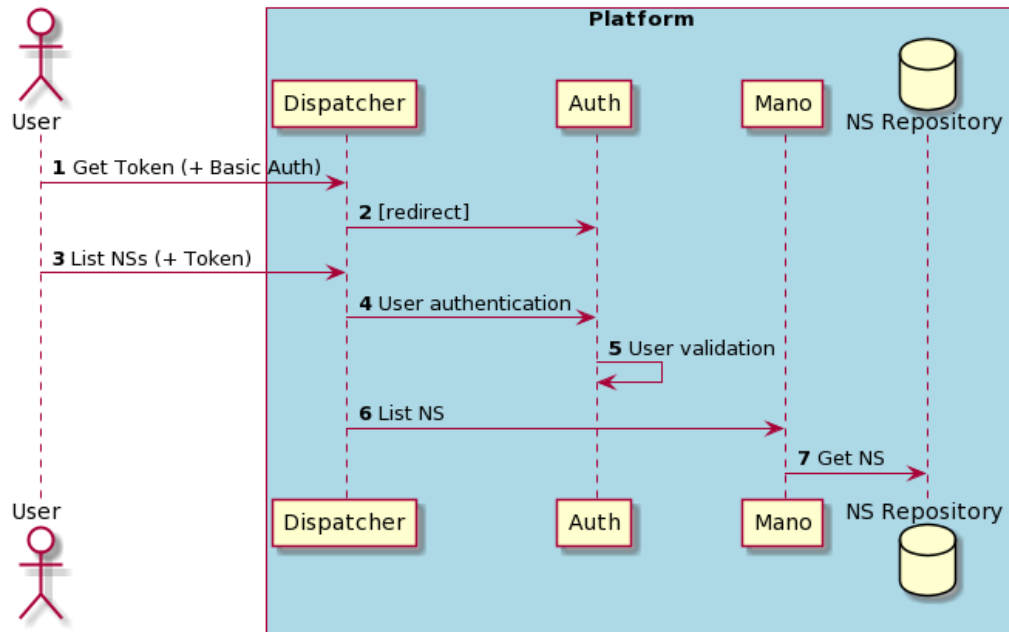 Platform
Dispatcher
Auth
Mano
User
NS Repository
1 Get Token (+ Basic Auth)
2 [redirect]
3 List NSs (+ Token)
4 User authentication
5 User validation
6 List NS
7 Get NS
User
NS Repository
Dispatcher
Auth
Mano